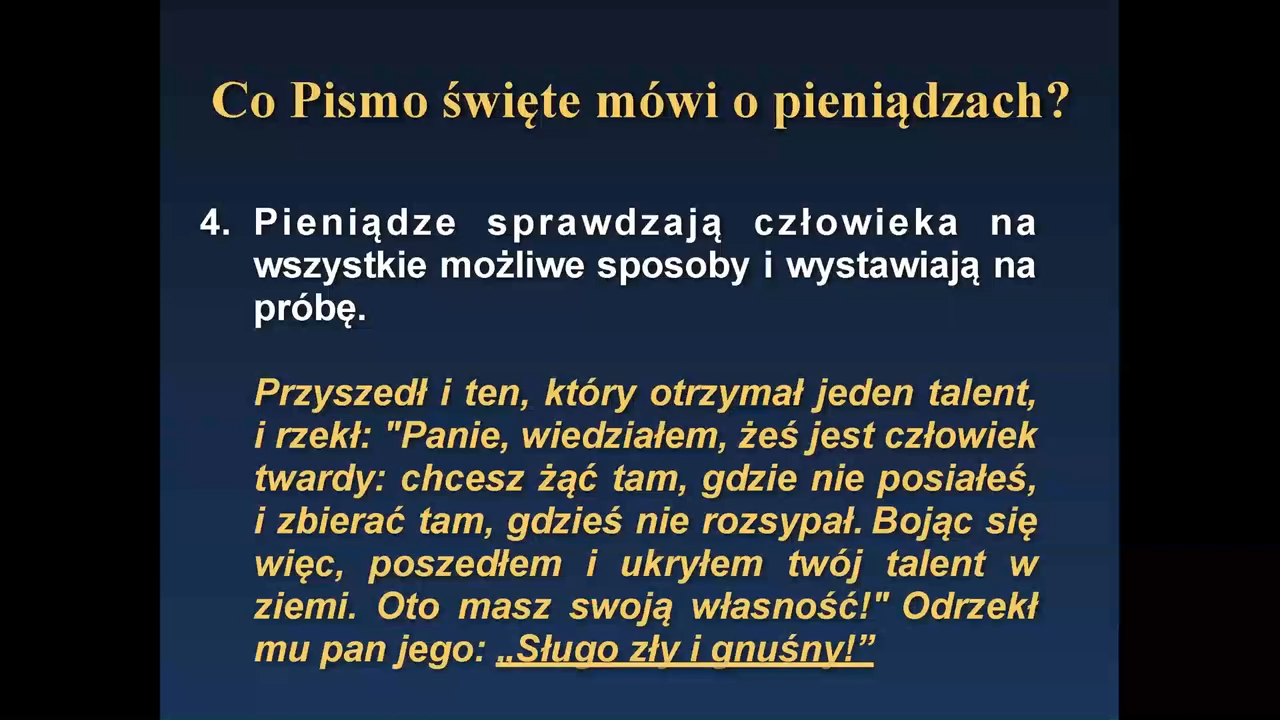 Co Pismo święte mówi o pieniądzach?
4. Pieniądze sprawdzają człowieka na
wszystkie możliwe sposoby i wystawiają na
próbę.
Przyszedł i ten, który otrzymał jeden talent,
i rzekł: "Panie, wiedziałem, żeś jest człowiek
twardy: chcesz żąć tam, gdzie nie posiałeś,
i zbierać tam, gdzieś nie rozsypał. Bojąc się
więc, poszedłem i ukryłem twój talent w
ziemi. Oto masz swoją własność!" Odrzekł
mu pan jego: „Sługo zły i gnuśny!”